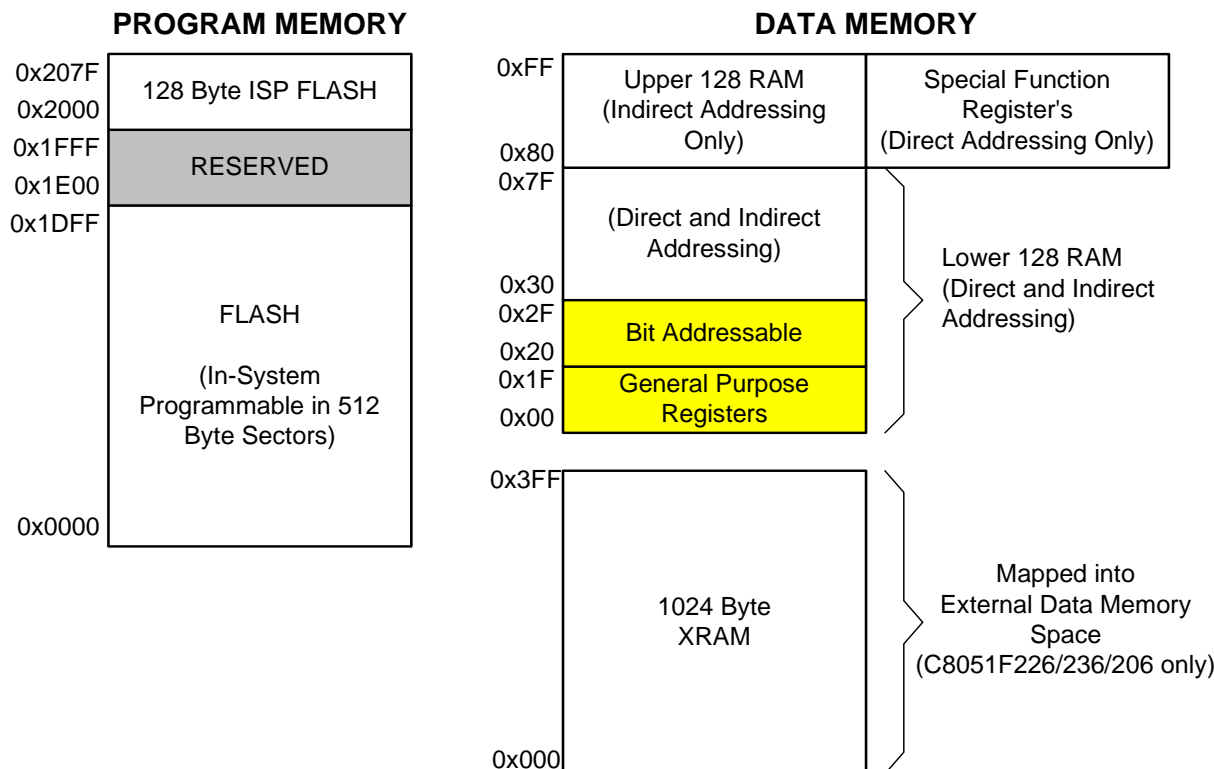 PROGRAM MEMORY
0x207F
0x2000
0x1FFF
0x1E00
0x1DFF
0x0000
128 Byte ISP FLASH
RESERVED
FLASH
(In-System
Programmable in 512
Byte Sectors)
DATA MEMORY
0xFF
0x80
0x7F
0x30
0x2F
0x20
0x1F
0x00
Upper 128 RAM
(Indirect Addressing
Only)
Special Function
Register's
(Direct Addressing Only)
(Direct and Indirect
Addressing)
Bit Addressable
General Purpose
Registers
Lower 128 RAM
(Direct and Indirect
Addressing)
0x3FF
0x000
1024 Byte
XRAM
Mapped into
External Data Memory
Space
(C8051F226/236/206 only)